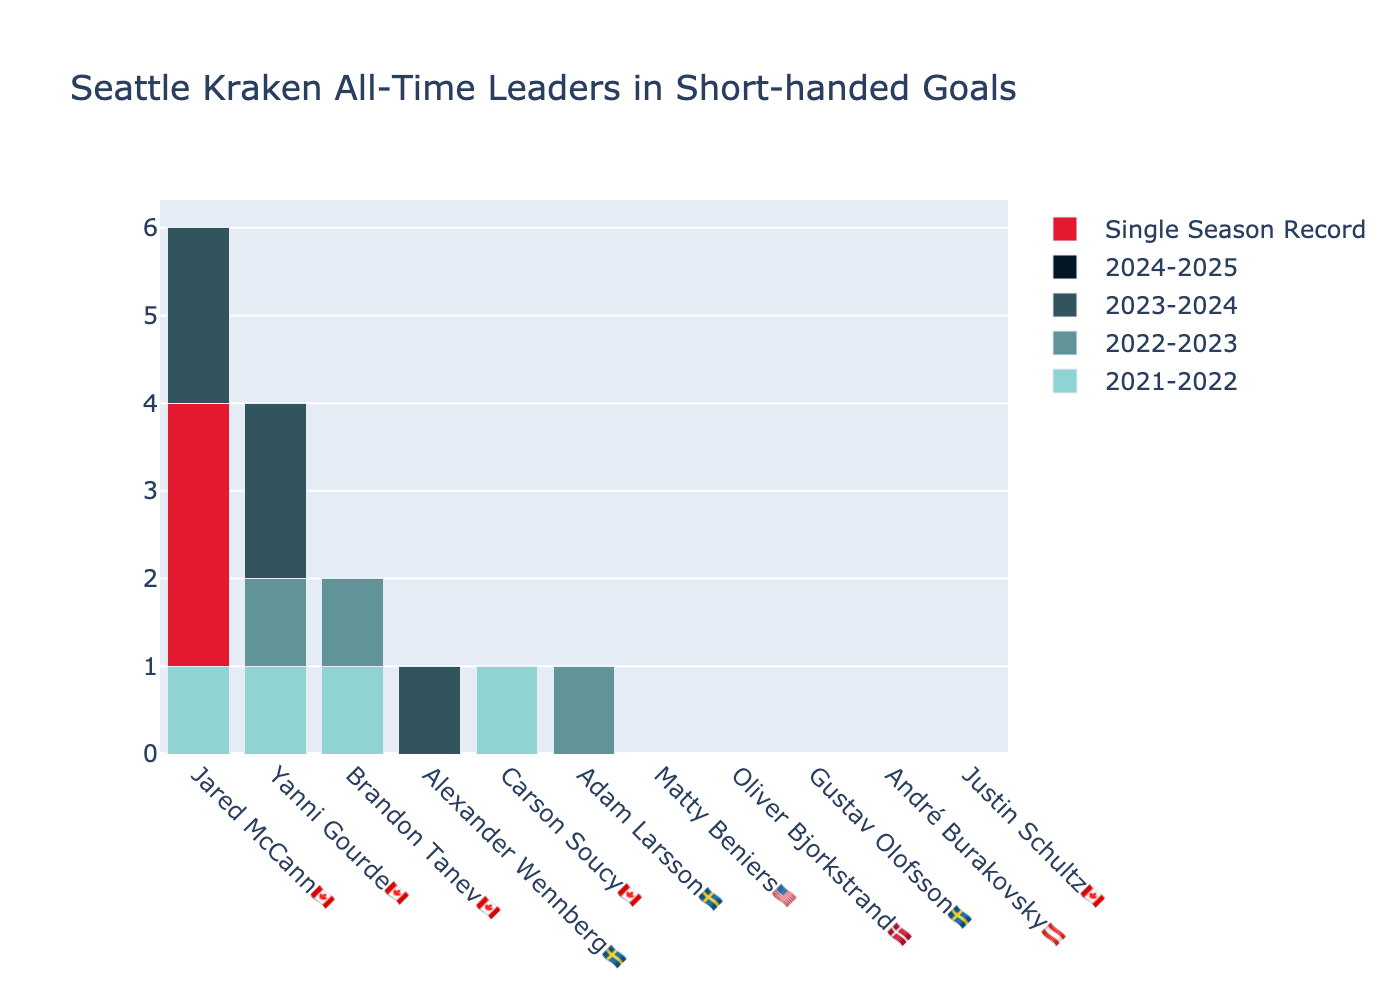 Seattle Kraken All-Time Leaders in Short-handed Goals
Single Season Record
2024-2025
2023-2024
2022-2023
2021-2022
6
5
4
3
2
1
0
Jared McCann🇨🇦
Yanni Gourde🇨🇦
Brandon Tanev🇨🇦
Alexander Wennberg🇸🇪
Carson Soucy🇨🇦
Adam Larsson🇸🇪
Matty Beniers🇺🇸
Oliver Bjorkstrand🇩🇰
Gustav Olofsson🇸🇪
André Burakovsky🇦🇹
Justin Schultz🇨🇦